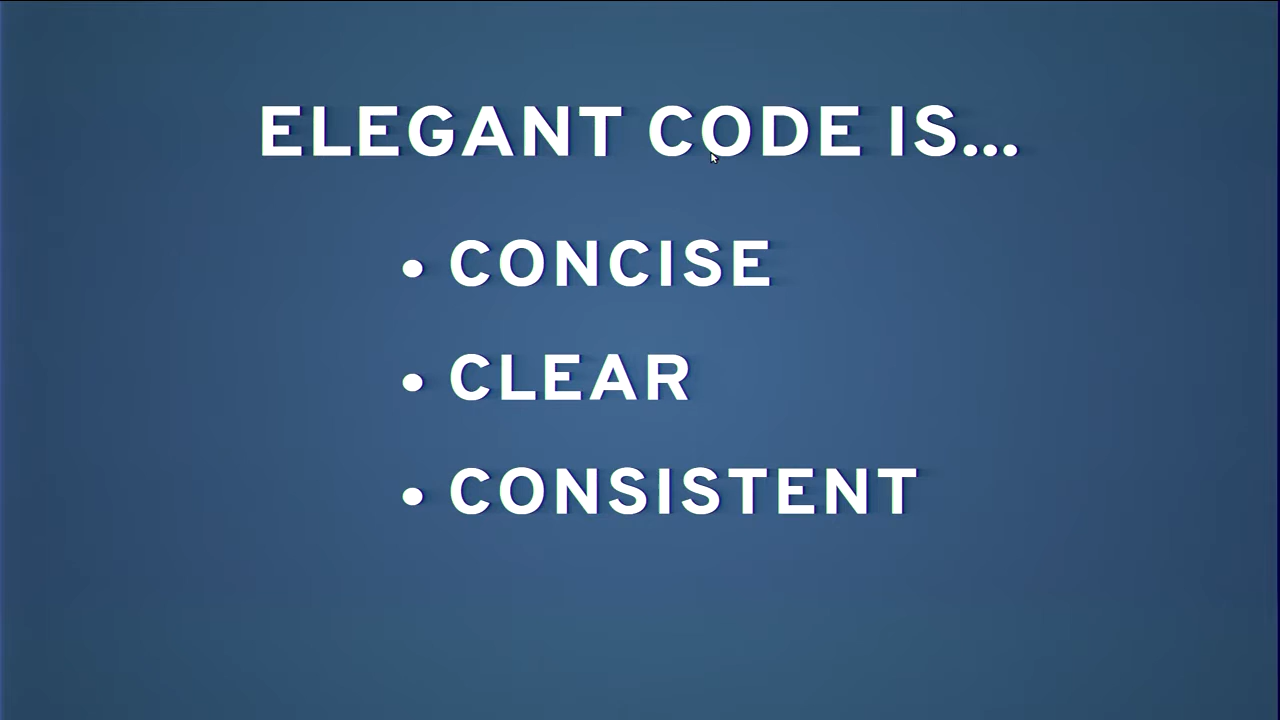 ELEGANT CODE IS...
• CONCISE
• CLEAR
• CONSISTENT